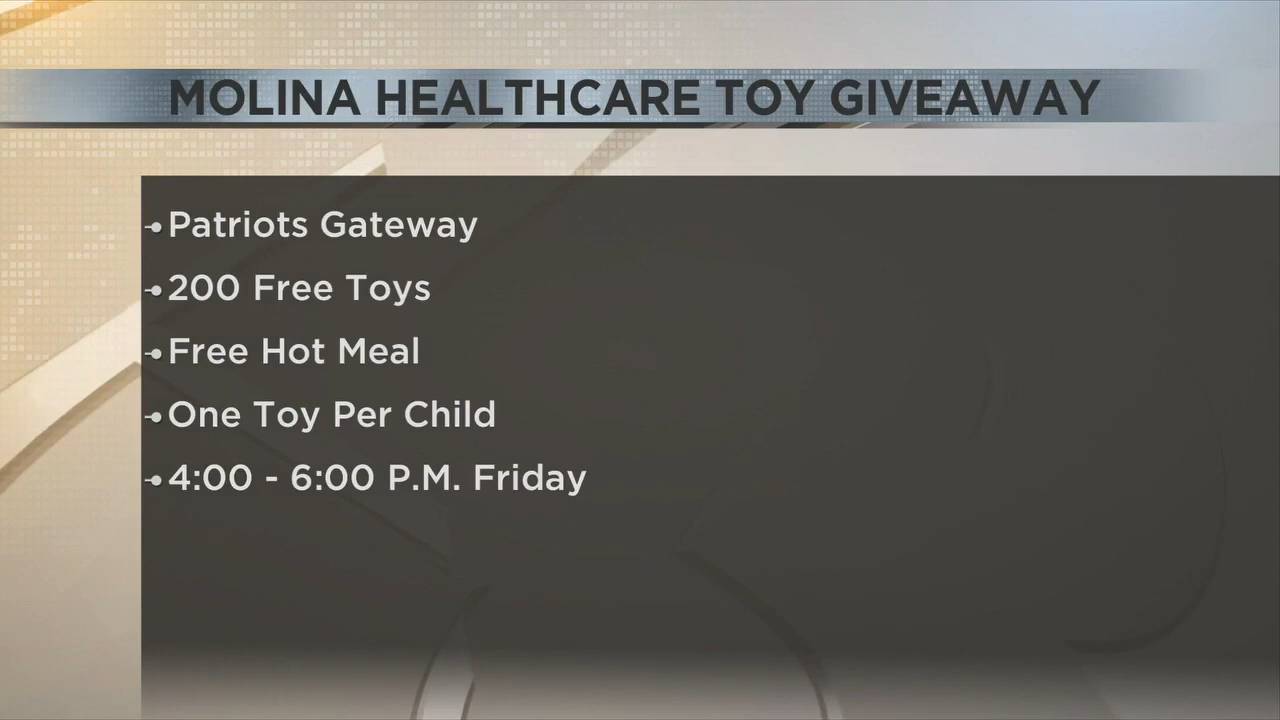 MOLINA HEALTHCARE TOY GIVEAWAY
Patriots Gateway
200 Free Toys
Free Hot Meal
One Toy Per Child
4:00 - 6:00 P.M. Friday